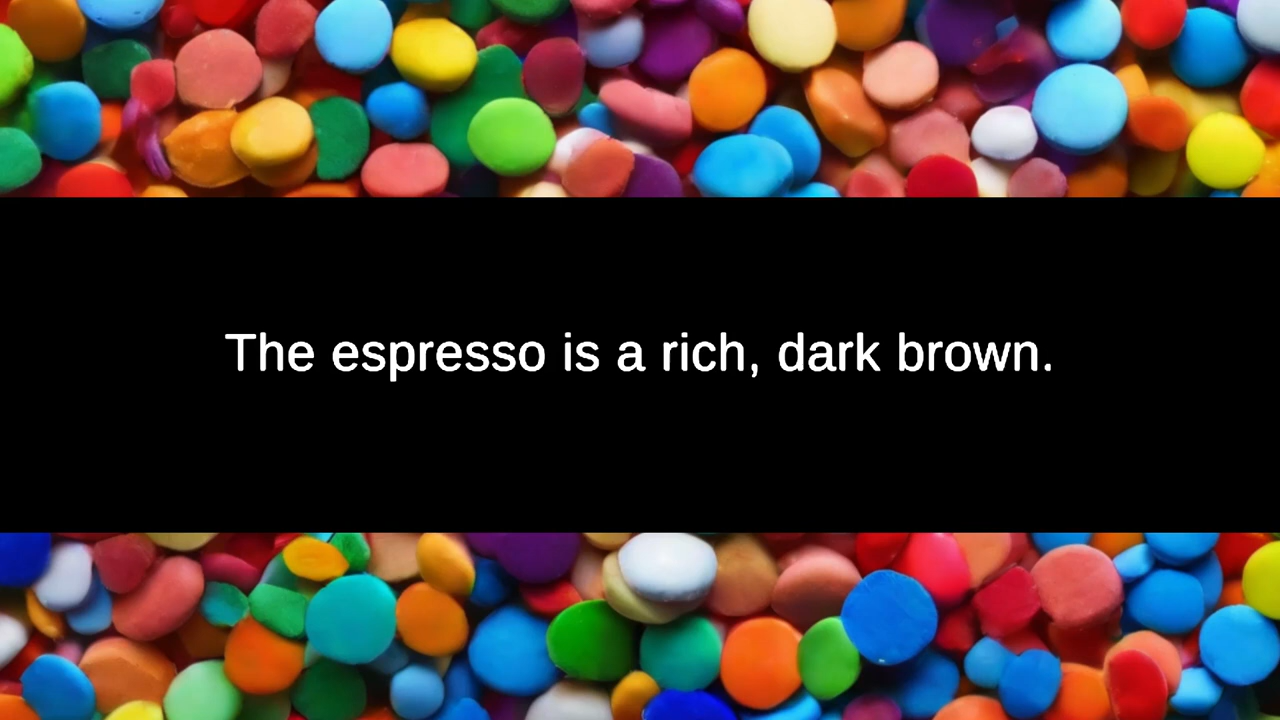 The espresso is a rich, dark brown.